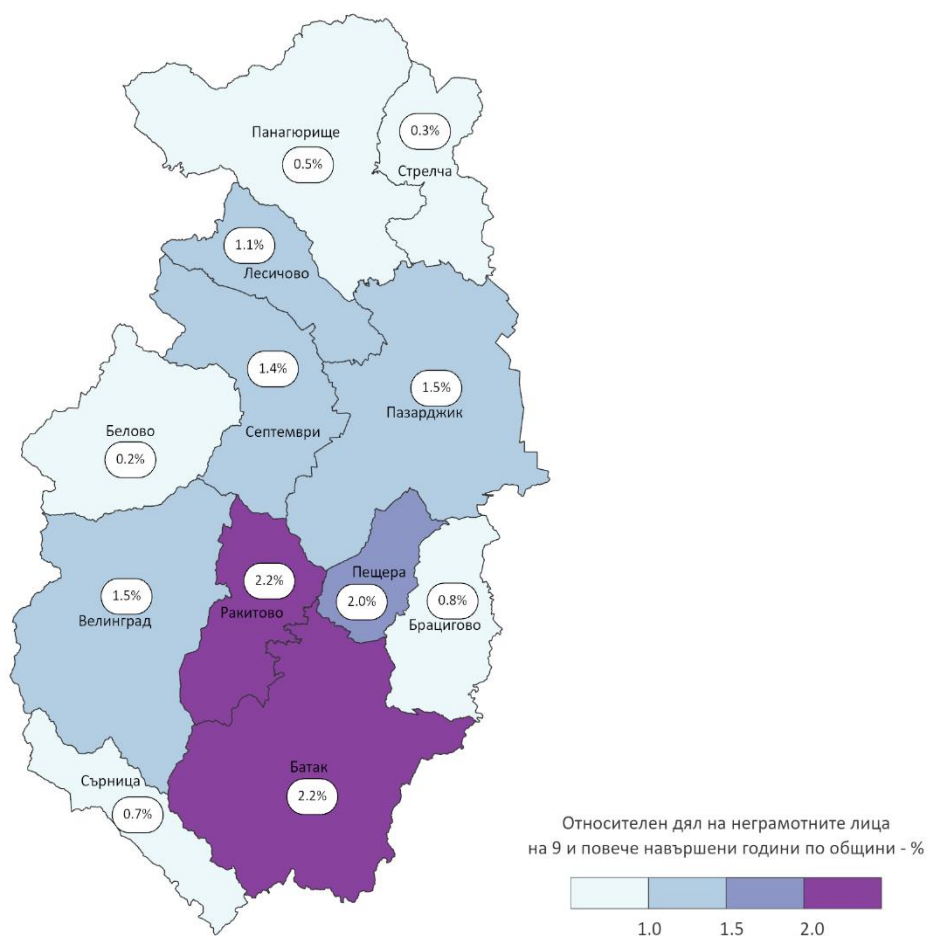 0.3%
Панагюрище
0.5%
Стрелча
1.1%
Лесичово
1.4%
1.5%
Пазарджик
Септември
Белово
0.2%
Пещера
2.2%
2.0%
1.5%
0.8%
Велинград
Ракитово
Брацигово
Батак
Сърница
2.2%
0.7%
Относителен дял на неграмотните лица
на 9 и повече навършени години по общини - %
1.0 1.5 2.0